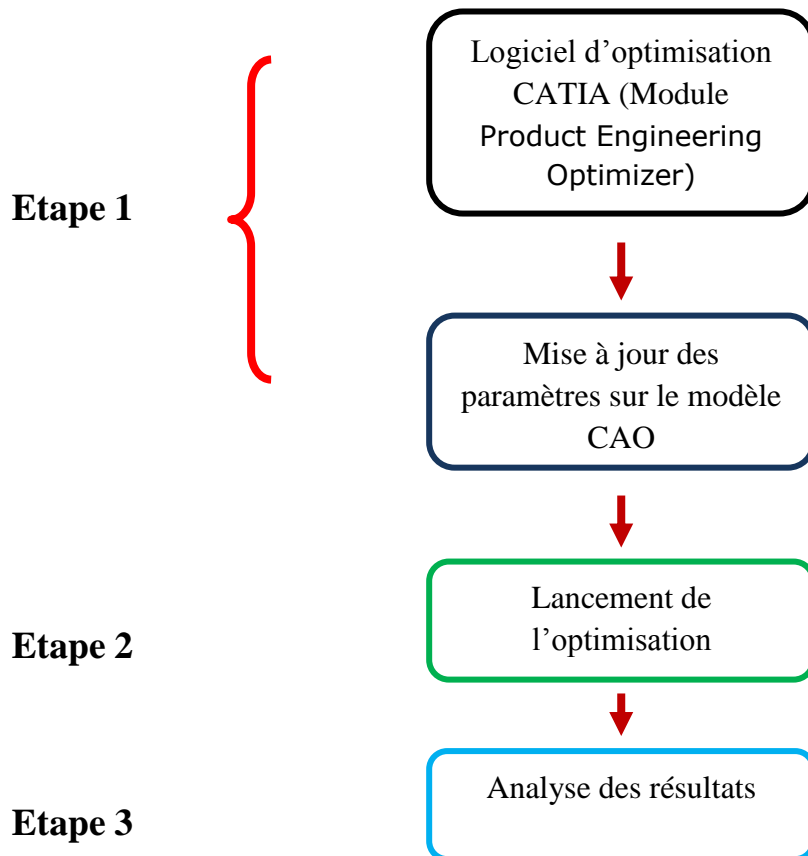 Logiciel d’optimisation
CATIA (Module
Product Engineering
Optimizer)
Etape 1
Mise à jour des
paramètres sur le modèle
CAO
Lancement de
l’optimisation
Etape 2
Analyse des résultats
Etape 3